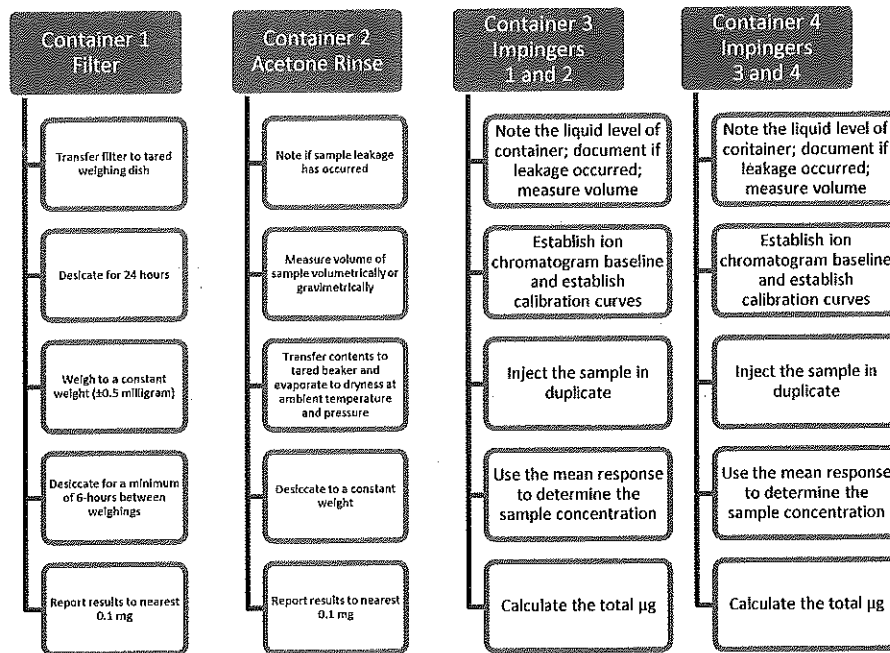 Container 1
Filter
Transfer filter to tared
weighing dish
Desicate for 24 hours
Weigh to a constant
weight (±0.5 milligram)
Desiccate for a minimum
of 6-hours between
weighings
Report results to nearest
0.1 mg
Container 2
Acetone Rinse
Note if sample leakage
has occurred
Measure volume of
sample volumetrically or
gravimetrically
Transfer contents to
tared beaker and
evaporate to dryness at
ambient temperature
and pressure
Desiccate to a constant
weight
Report results to nearest
0.1 mg
Container 3
Impingers
1 and 2
Note the liquid level of
container; document if
leakage occurred;
measure volume
Establish ion
chromatogram baseline
and establish
calibration curves
Inject the sample in
duplicate
Use the mean response
to determine the
sample concentration
Calculate the total µg
Container 4
Impingers
3 and 4
Note the liquid level of
container; document if
leakage occurred;
measure volume
Establish ion
chromatogram baseline
and establish
calibration curves
Inject the sample in
duplicate
Use the mean response
to determine the
sample concentration
Calculate the total µg